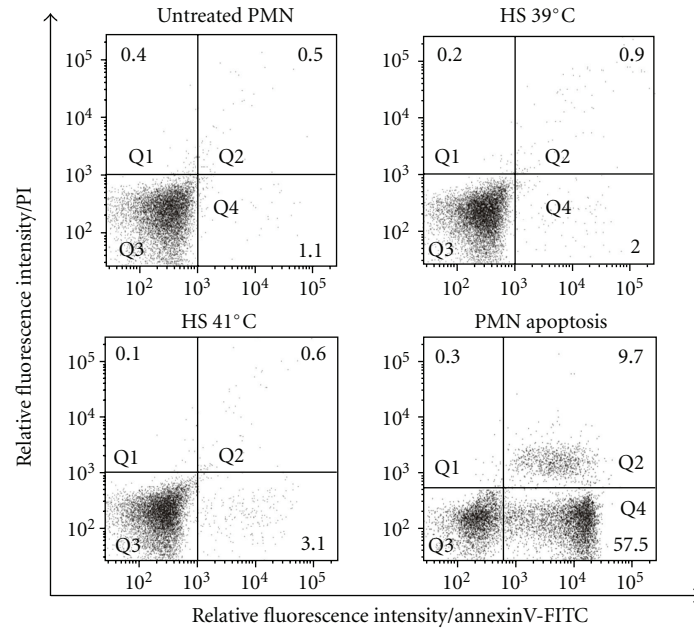 Untreated PMN
HS 39°C
0.4
0.5
0.2
0.9
10⁵
10⁵
10⁴
10⁴
Q1
Q2
Q1
Q2
10³
10³
Q4
Q4
10²
10²
Q3
1.1
Q3
2
10² 10³ 10⁴ 10⁵
10² 10³ 10⁴ 10⁵
HS 41°C
PMN apoptosis
0.1
0.6
0.3
9.7
10⁵
10⁵
10⁴
10⁴
Q1
Q2
Q1
Q2
10³
10³
Q4
10²
10²
Q3
3.1
Q3
57.5
10² 10³ 10⁴ 10⁵
10² 10³ 10⁴ 10⁵
Relative fluorescence intensity/PI
Relative fluorescence intensity/annexinV-FITC